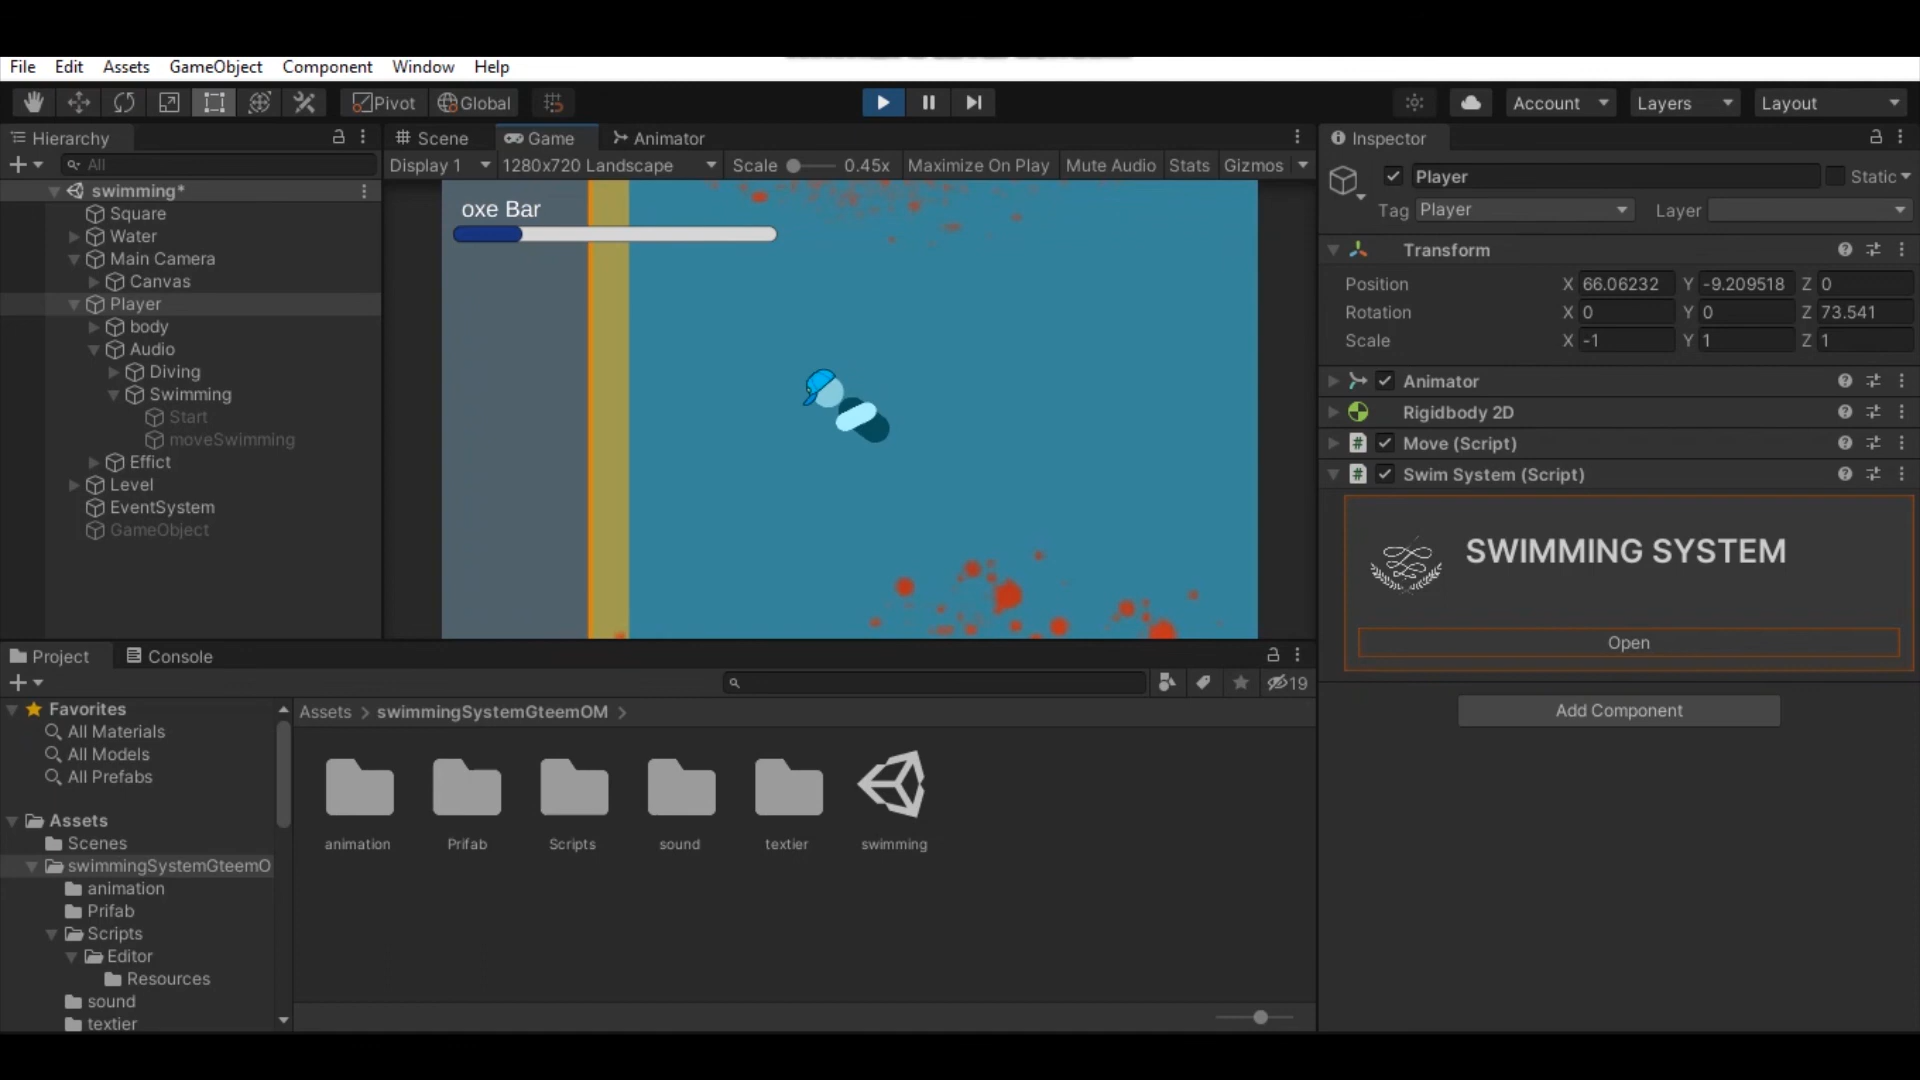 File Edit Assets GameObject Component Window Help
Pivot Global Account Layers Layout
Hierarchy Scene Game Animator Inspector
All Display 1 1280x720 Landscape Scale 0.45x Maximize On Play Mute Audio Stats Gizmos
swimming*
Square
Water
Main Camera
Canvas
Player
body
Audio
Diving
Swimming
Start
moveSwimming
Effict
Level
EventSystem
GameObject
oxe Bar
Player Static
Tag Player Layer
Transform
Position X 66.06232 Y -9.209518 Z 0
Rotation X 0 Y 0 Z 73.541
Scale X -1 Y 1 Z 1
Animator
Rigidbody 2D
Move (Script)
Swim System (Script)
SWIMMING SYSTEM
Open
Add Component
Project Console
19
Favorites
All Materials
All Models
All Prefabs
Assets
Scenes
swimmingSystemGteemO
animation
Prifab
Scripts
Editor
Resources
sound
textier
Assets > swimmingSystemGteemOM >
animation Prifab Scripts sound textier swimming